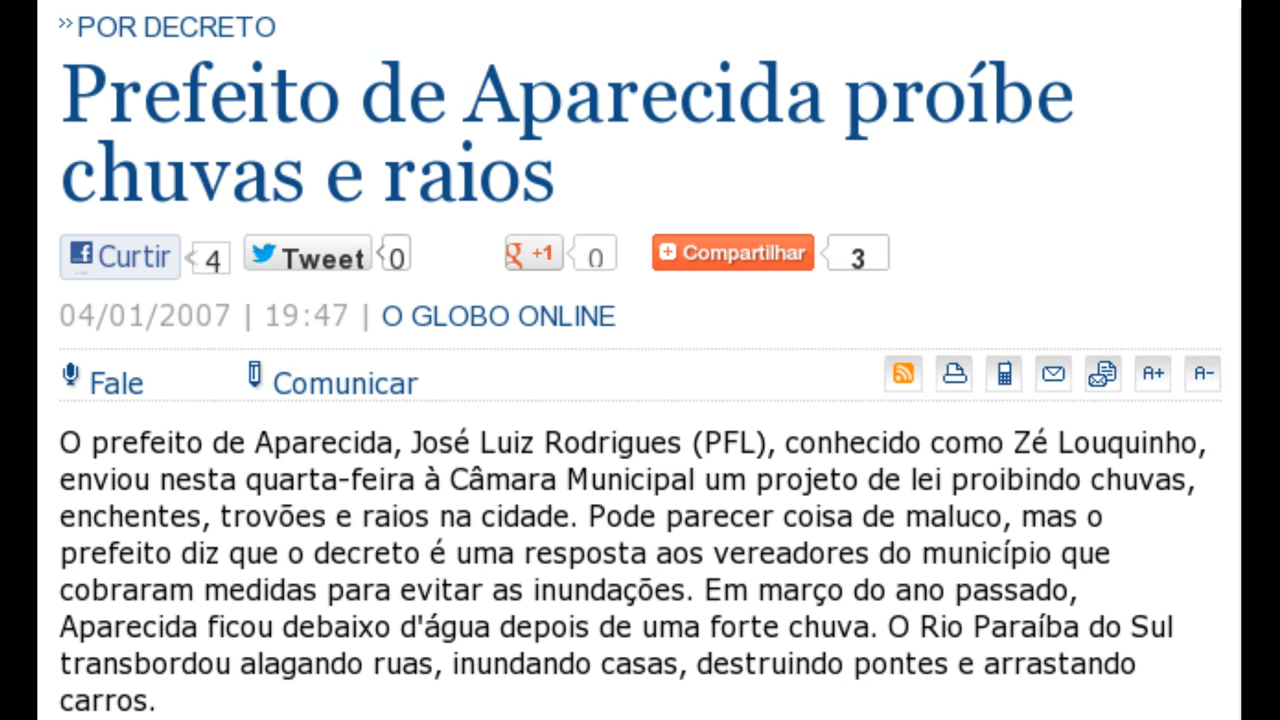 »POR DECRETO
Prefeito de Aparecida proíbe
chuvas e raios
Curtir 4 Tweet 0 g +1 0 Compartilhar 3
04/01/2007 | 19:47 | O GLOBO ONLINE
Fale Comunicar A+ A-
O prefeito de Aparecida, José Luiz Rodrigues (PFL), conhecido como Zé Louquinho,
enviou nesta quarta-feira à Câmara Municipal um projeto de lei proibindo chuvas,
enchentes, trovões e raios na cidade. Pode parecer coisa de maluco, mas o
prefeito diz que o decreto é uma resposta aos vereadores do município que
cobraram medidas para evitar as inundações. Em março do ano passado,
Aparecida ficou debaixo d'água depois de uma forte chuva. O Rio Paraíba do Sul
transbordou alagando ruas, inundando casas, destruindo pontes e arrastando
carros.